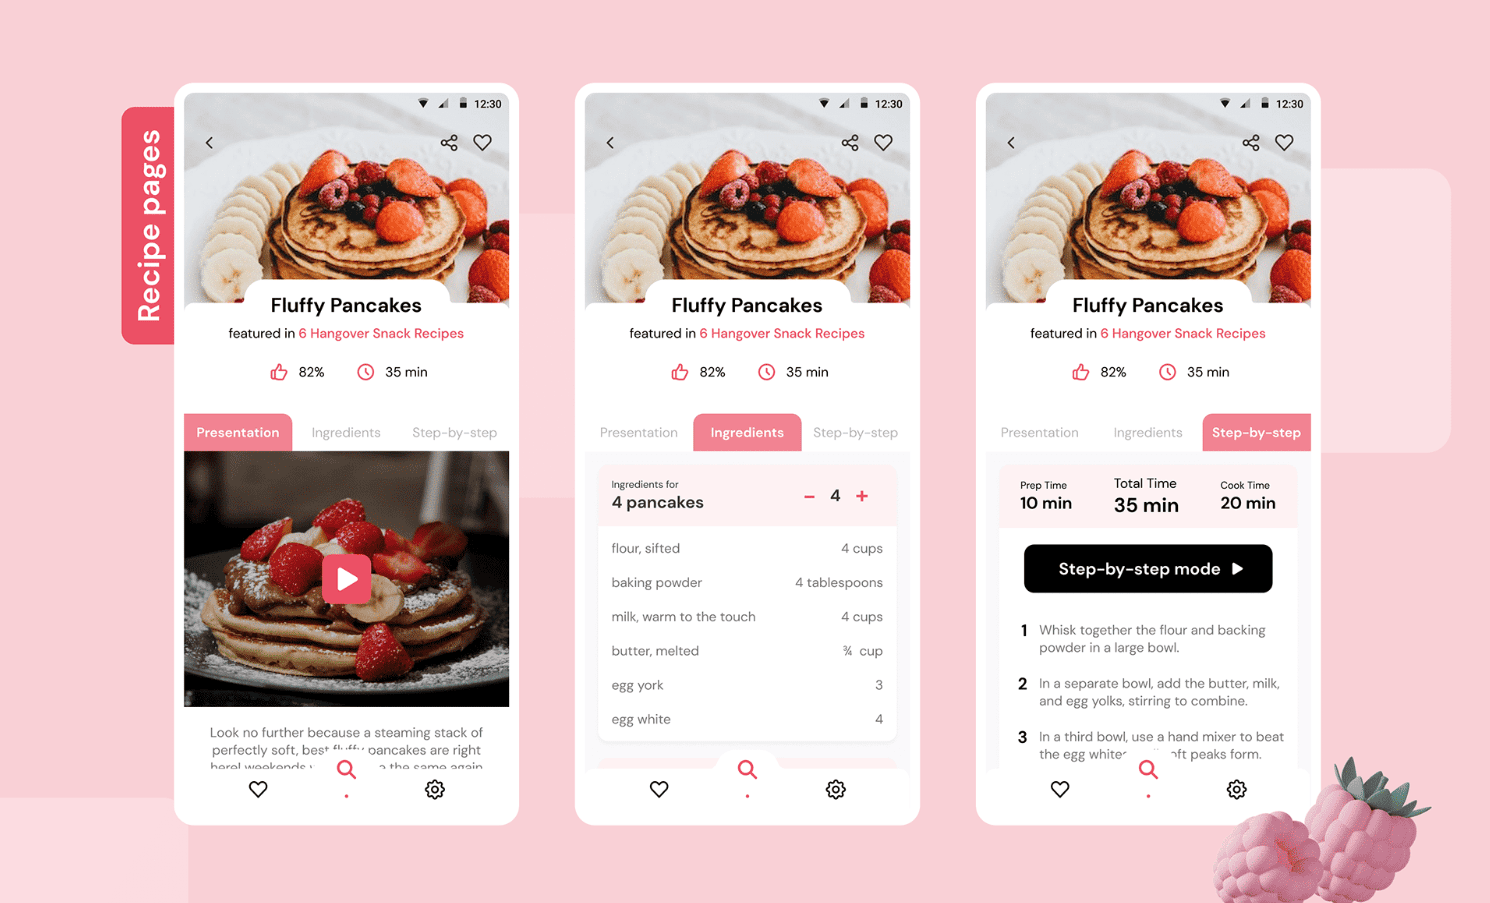 Recipe pages
12:30
Fluffy Pancakes
featured in 6 Hangover Snack Recipes
82% 35 min
Presentation Ingredients Step-by-step
Look no further because a steaming stack of
perfectly soft, best fluffy pancakes are right
here! weekends the same again
12:30
Fluffy Pancakes
featured in 6 Hangover Snack Recipes
82% 35 min
Presentation Ingredients Step-by-step
Ingredients for
4 pancakes
− 4 +
flour, sifted 4 cups
baking powder 4 tablespoons
milk, warm to the touch 4 cups
butter, melted ¾ cup
egg york 3
egg white 4
12:30
Fluffy Pancakes
featured in 6 Hangover Snack Recipes
82% 35 min
Presentation Ingredients Step-by-step
Prep Time Total Time Cook Time
10 min 35 min 20 min
Step-by-step mode
1 Whisk together the flour and backing
powder in a large bowl.
2 In a separate bowl, add the butter, milk,
and egg yolks, stirring to combine.
3 In a third bowl, use a hand mixer to beat
the egg whites soft peaks form.